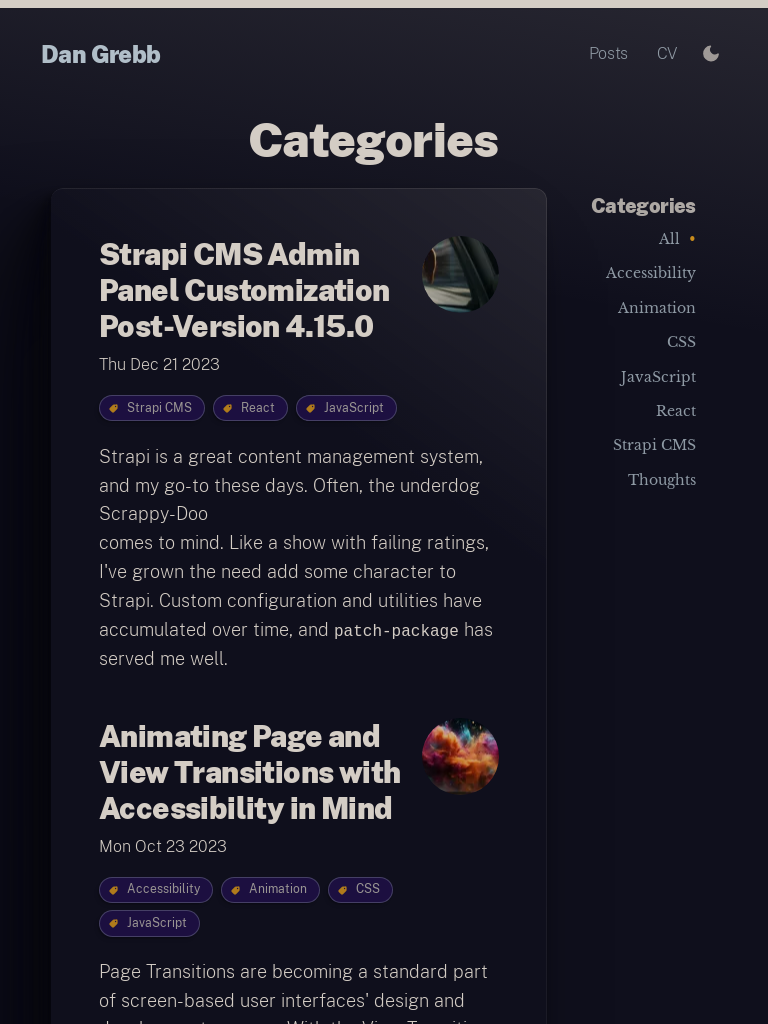 Dan Grebb
Posts CV
Categories
Strapi CMS Admin
Panel Customization
Post-Version 4.15.0
Thu Dec 21 2023
Strapi CMS React JavaScript
Strapi is a great content management system,
and my go-to these days. Often, the underdog
Scrappy-Doo
comes to mind. Like a show with failing ratings,
I've grown the need add some character to
Strapi. Custom configuration and utilities have
accumulated over time, and patch-package has
served me well.
Animating Page and
View Transitions with
Accessibility in Mind
Mon Oct 23 2023
Accessibility Animation CSS
JavaScript
Page Transitions are becoming a standard part
of screen-based user interfaces' design and
Categories
All
Accessibility
Animation
CSS
JavaScript
React
Strapi CMS
Thoughts